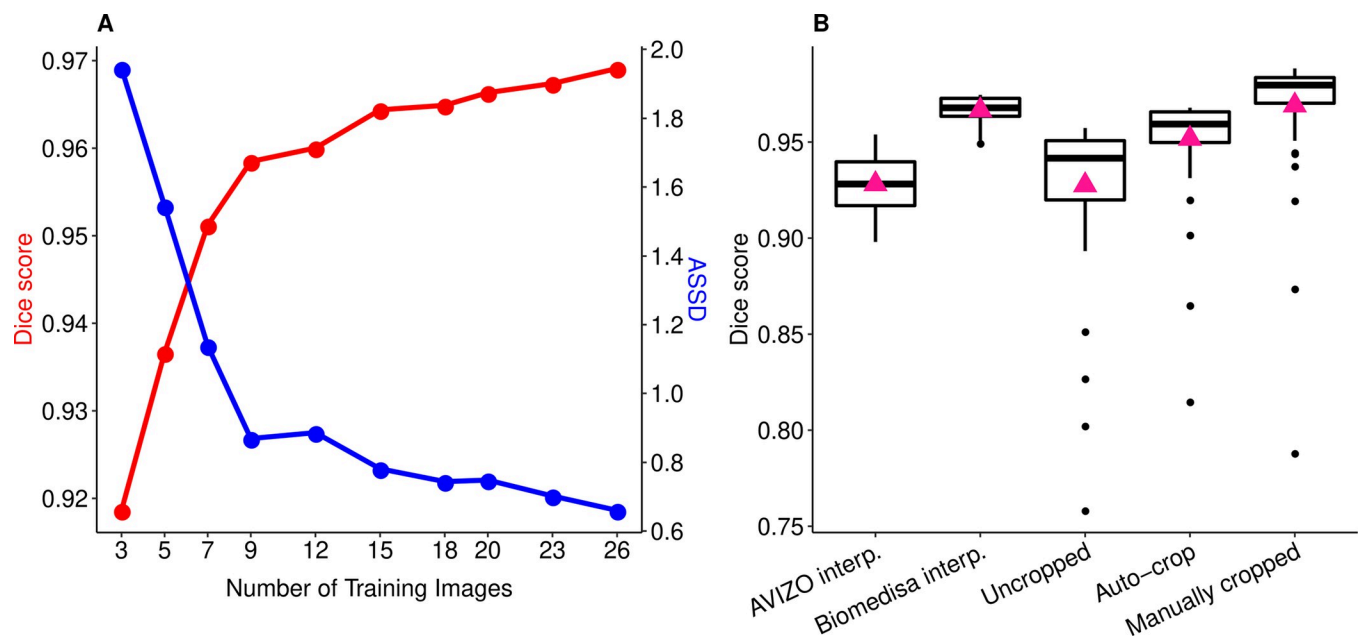 A
0.97
0.96
0.95
0.94
0.93
0.92
Dice score
2.0
1.8
1.6
1.4
1.2
1.0
0.8
0.6
ASSD
3 5 7 9 12 15 18 20 23 26
Number of Training Images
B
0.95
0.90
0.85
0.80
0.75
Dice score
AVIZO interp.
Biomedisa interp.
Uncropped
Auto−crop
Manually cropped